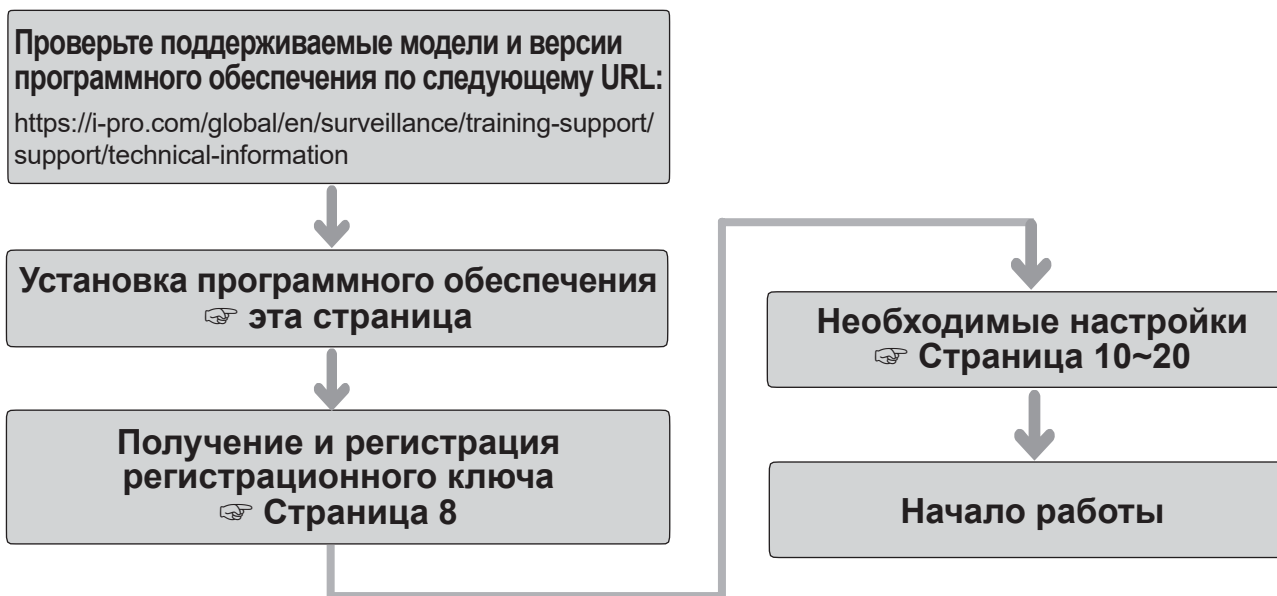 Проверьте поддерживаемые модели и версии
программного обеспечения по следующему URL:
https://i-pro.com/global/en/surveillance/training-support/
support/technical-information
Установка программного обеспечения
☞ эта страница
Получение и регистрация
регистрационного ключа
☞ Страница 8
Необходимые настройки
☞ Страница 10~20
Начало работы